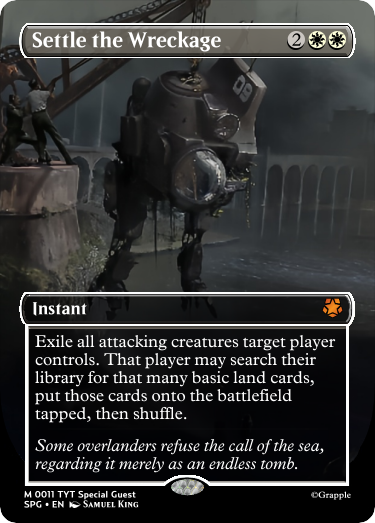 Settle the Wreckage 2
Instant
Exile all attacking creatures target player
controls. That player may search their
library for that many basic land cards,
put those cards onto the battlefield
tapped, then shuffle.
Some overlanders refuse the call of the sea,
regarding it merely as an endless tomb.
M 0011 TYT Special Guest
SPG • EN SAMUEL KING
©Grapple